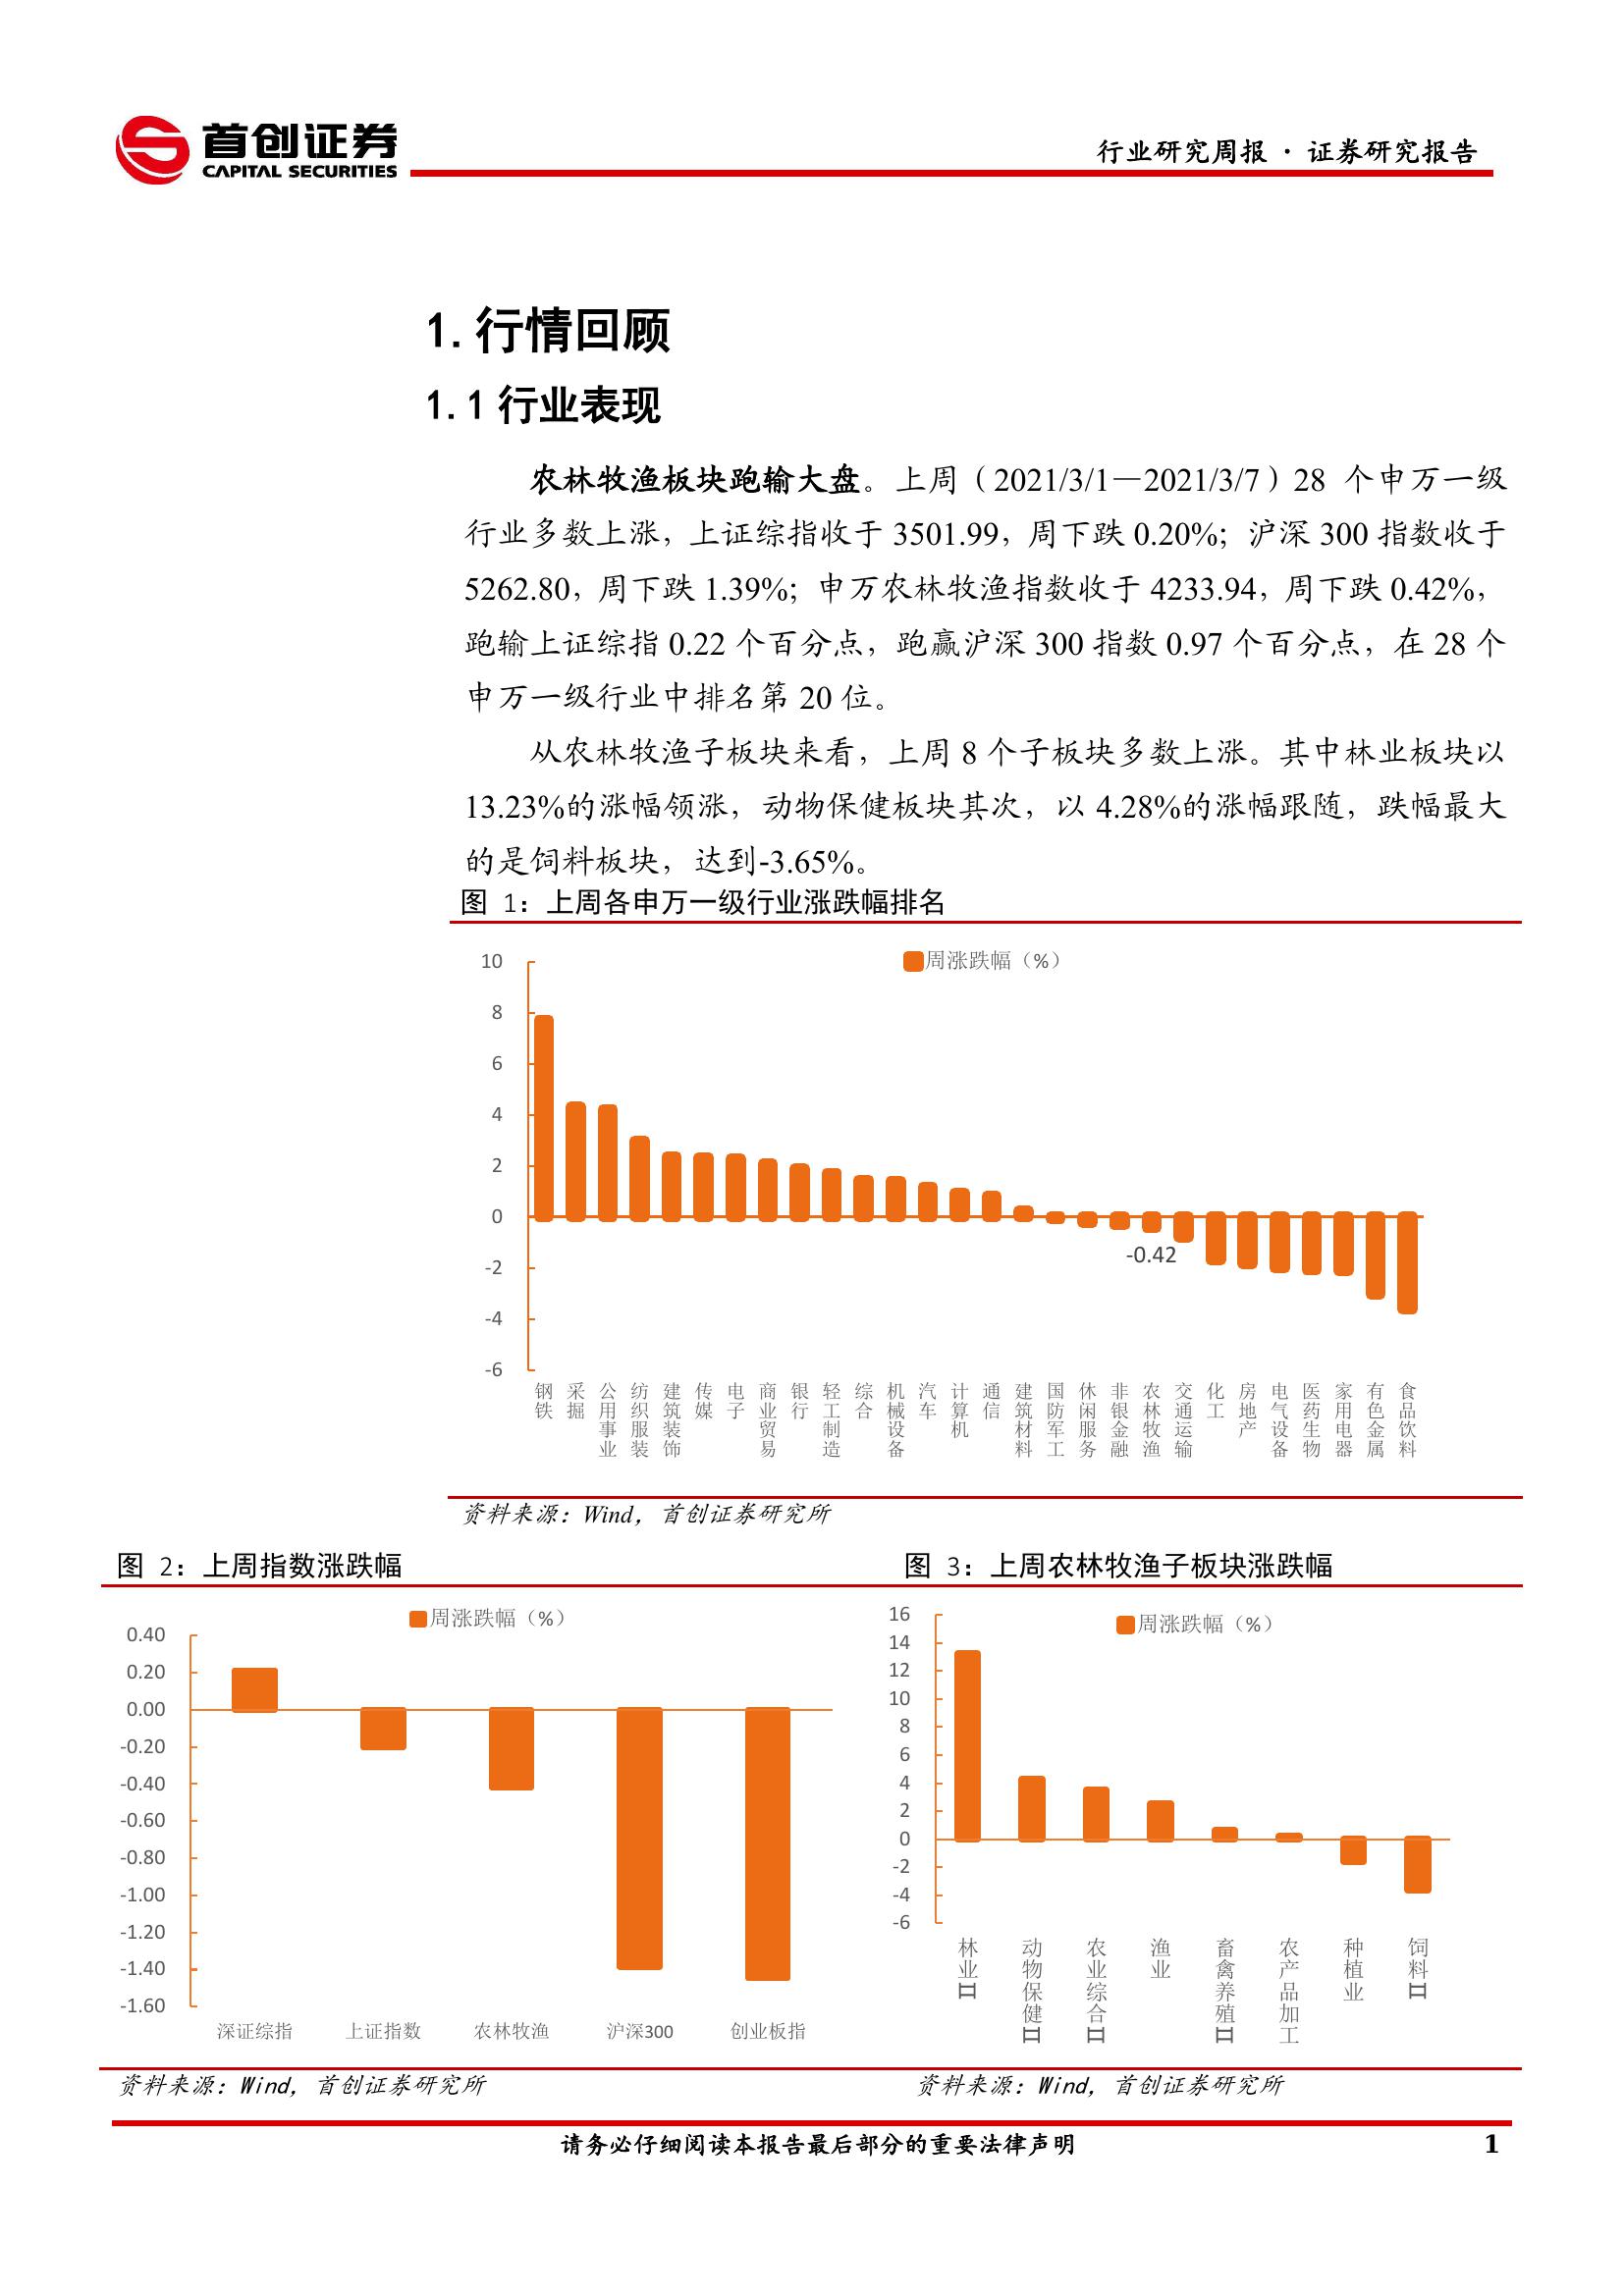 首创证券
CAPITAL SECURITIES
行业研究周报 · 证券研究报告
1.行情回顾
1.1 行业表现
农林牧渔板块跑输大盘。上周（2021/3/1—2021/3/7）28 个申万一级
行业多数上涨，上证综指收于 3501.99，周下跌 0.20%；沪深 300 指数收于
5262.80，周下跌 1.39%；申万农林牧渔指数收于 4233.94，周下跌 0.42%，
跑输上证综指 0.22 个百分点，跑赢沪深 300 指数 0.97 个百分点，在 28 个
申万一级行业中排名第 20 位。
从农林牧渔子板块来看，上周 8 个子板块多数上涨。其中林业板块以
13.23%的涨幅领涨，动物保健板块其次，以 4.28%的涨幅跟随，跌幅最大
的是饲料板块，达到-3.65%。
图 1：上周各申万一级行业涨跌幅排名
周涨跌幅（%）
10
8
6
4
2
0
-2
-4
-6
-0.42
钢铁
采掘
公用事业
纺织服装
建筑装饰
传媒
电子
商业贸易
银行
轻工制造
综合
机械设备
汽车
计算机
通信
建筑材料
国防军工
休闲服务
非银金融
农林牧渔
交通运输
化工
房地产
电气设备
医药生物
家用电器
有色金属
食品饮料
资料来源：Wind，首创证券研究所
图 2：上周指数涨跌幅
周涨跌幅（%）
0.40
0.20
0.00
-0.20
-0.40
-0.60
-0.80
-1.00
-1.20
-1.40
-1.60
深证综指
上证指数
农林牧渔
沪深300
创业板指
资料来源：Wind，首创证券研究所
图 3：上周农林牧渔子板块涨跌幅
周涨跌幅（%）
16
14
12
10
8
6
4
2
0
-2
-4
-6
林业Ⅱ
动物保健Ⅱ
农业综合Ⅱ
渔业
畜禽养殖Ⅱ
农产品加工
种植业
饲料Ⅱ
资料来源：Wind，首创证券研究所
请务必仔细阅读本报告最后部分的重要法律声明
1